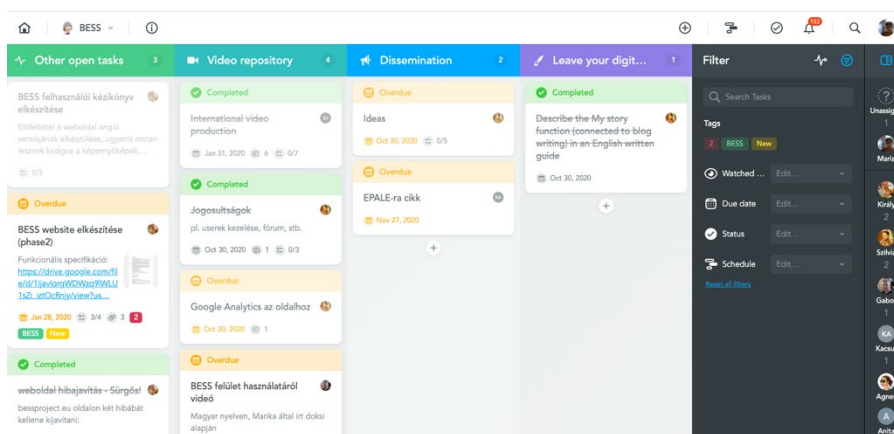 BESS
152
Other open tasks 3
BESS felhasználói kézikönyv
elkészítése
Előfeltétel a weboldal angol
verziójának elkészülése, ugyanis onnan
lesznek kivágva a képernyőképek....
0/3
Overdue
BESS website elkészítése
(phase2)
Funkcionális specifikáció:
https://drive.google.com/fil
Jan 28, 2020 3/4 3 2
BESS New
Completed
weboldal hibajavítás - Sürgős!
bessproject.eu oldalon két hibábát
kellene kijavítani:
Video repository 4
Completed
International video
production
Jan 31, 2020 6 0/7
Completed
Jogosultságok
pl. userek kezelése, fórum, stb.
Oct 30, 2020 1 0/3
Overdue
Google Analytics az oldalhoz
Oct 30, 2020 1
Overdue
BESS felület használatáról
videó
Magyar nyelven, Marika által írt doksi
alapján
Dissemination 2
Overdue
Ideas
Oct 30, 2020 0/5
Overdue
EPALE-ra cikk
KA
Nov 27, 2020
Leave your digit... 1
Completed
Describe the My story
function (connected to blog
writing) in an English written
guide
Oct 30, 2020
Filter
Search Tasks
Tags
2 BESS New
Watched ... Edit...
Due date Edit...
Status Edit...
Schedule Edit...
Reset all filters
Unassig
1
Maria
Király
2
Szilvia
2
Gabo
1
KA
Kacsu
1
Agne
A
Anita